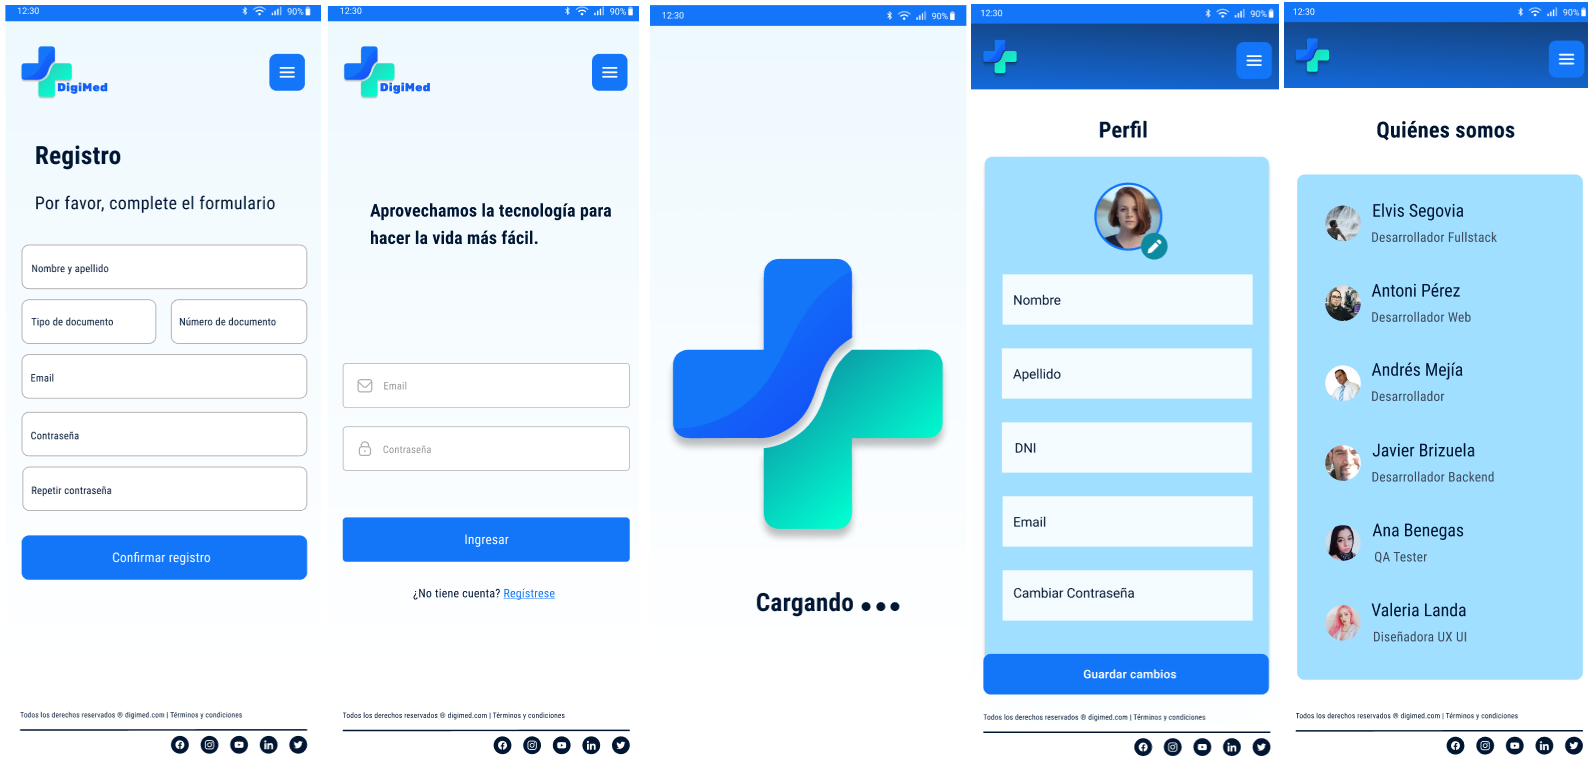 12:30
90%
DigiMed
Registro
Por favor, complete el formulario
Nombre y apellido
Tipo de documento
Número de documento
Email
Contraseña
Repetir contraseña
Confirmar registro
Todos los derechos reservados ® digimed.com | Términos y condiciones
12:30
90%
DigiMed
Aprovechamos la tecnología para
hacer la vida más fácil.
Email
Contraseña
Ingresar
¿No tiene cuenta? Regístrese
Todos los derechos reservados ® digimed.com | Términos y condiciones
12:30
90%
Cargando ●●●
12:30
90%
Perfil
Nombre
Apellido
DNI
Email
Cambiar Contraseña
Guardar cambios
Todos los derechos reservados ® digimed.com | Términos y condiciones
12:30
90%
Quiénes somos
Elvis Segovia
Desarrollador Fullstack
Antoni Pérez
Desarrollador Web
Andrés Mejía
Desarrollador
Javier Brizuela
Desarrollador Backend
Ana Benegas
QA Tester
Valeria Landa
Diseñadora UX UI
Todos los derechos reservados ® digimed.com | Términos y condiciones